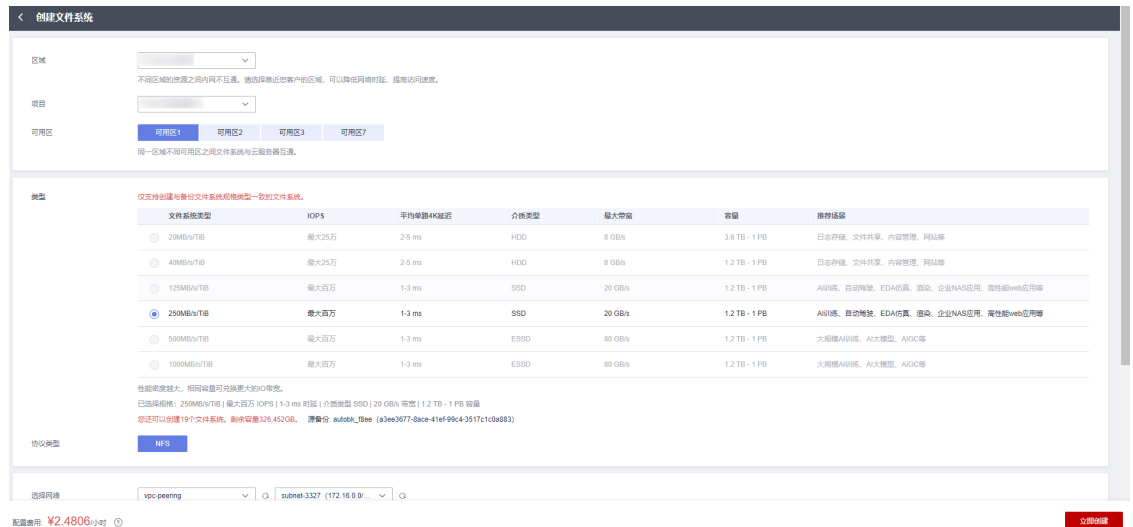 创建文件系统
区域
不同区域的资源之间内网不互通。请选择靠近您客户的区域，可以降低网络时延、提高访问速度。
项目
可用区 可用区1 可用区2 可用区3 可用区7
同一区域不同可用区之间文件系统与云服务器互通。
类型 仅支持创建与备份文件系统规格类型一致的文件系统。
文件系统类型 IOPS 平均单路4K延迟 介质类型 最大带宽 容量 推荐场景
20MB/s/TiB 最大25万 2-5 ms HDD 8 GB/s 3.6 TB - 1 PB 日志存储、文件共享、内容管理、网站等
40MB/s/TiB 最大25万 2-5 ms HDD 8 GB/s 1.2 TB - 1 PB 日志存储、文件共享、内容管理、网站等
125MB/s/TiB 最大百万 1-3 ms SSD 20 GB/s 1.2 TB - 1 PB AI训练、自动驾驶、EDA仿真、渲染、企业NAS应用、高性能web应用等
250MB/s/TiB 最大百万 1-3 ms SSD 20 GB/s 1.2 TB - 1 PB AI训练、自动驾驶、EDA仿真、渲染、企业NAS应用、高性能web应用等
500MB/s/TiB 最大百万 1-3 ms ESSD 80 GB/s 1.2 TB - 1 PB 大规模AI训练、AI大模型、AIGC等
1000MB/s/TiB 最大百万 1-3 ms ESSD 80 GB/s 1.2 TB - 1 PB 大规模AI训练、AI大模型、AIGC等
性能密度越大，相同容量可兑换更大的IO带宽。
已选择规格：250MB/s/TiB | 最大百万 IOPS | 1-3 ms 时延 | 介质类型 SSD | 20 GB/s 带宽 | 1.2 TB - 1 PB 容量
您还可以创建19个文件系统。剩余容量326,452GB。 源备份: autobk_f8ee（a3ee3677-8ace-41ef-99c4-3517c1c0a883）
协议类型 NFS
选择网络 vpc-peering subnet-3327（172.16.0.0/...
配置费用 ¥2.4806/小时 立即创建